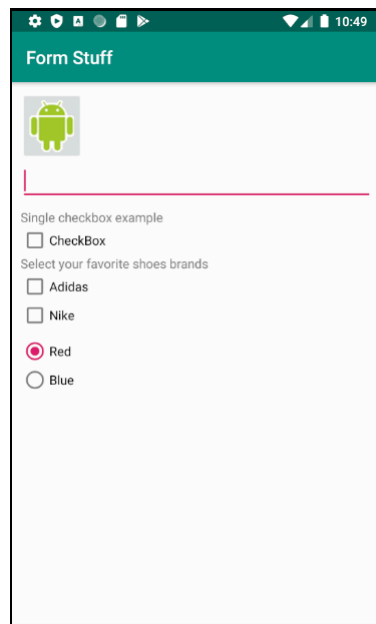 10:49
Form Stuff
Single checkbox example
CheckBox
Select your favorite shoes brands
Adidas
Nike
Red
Blue